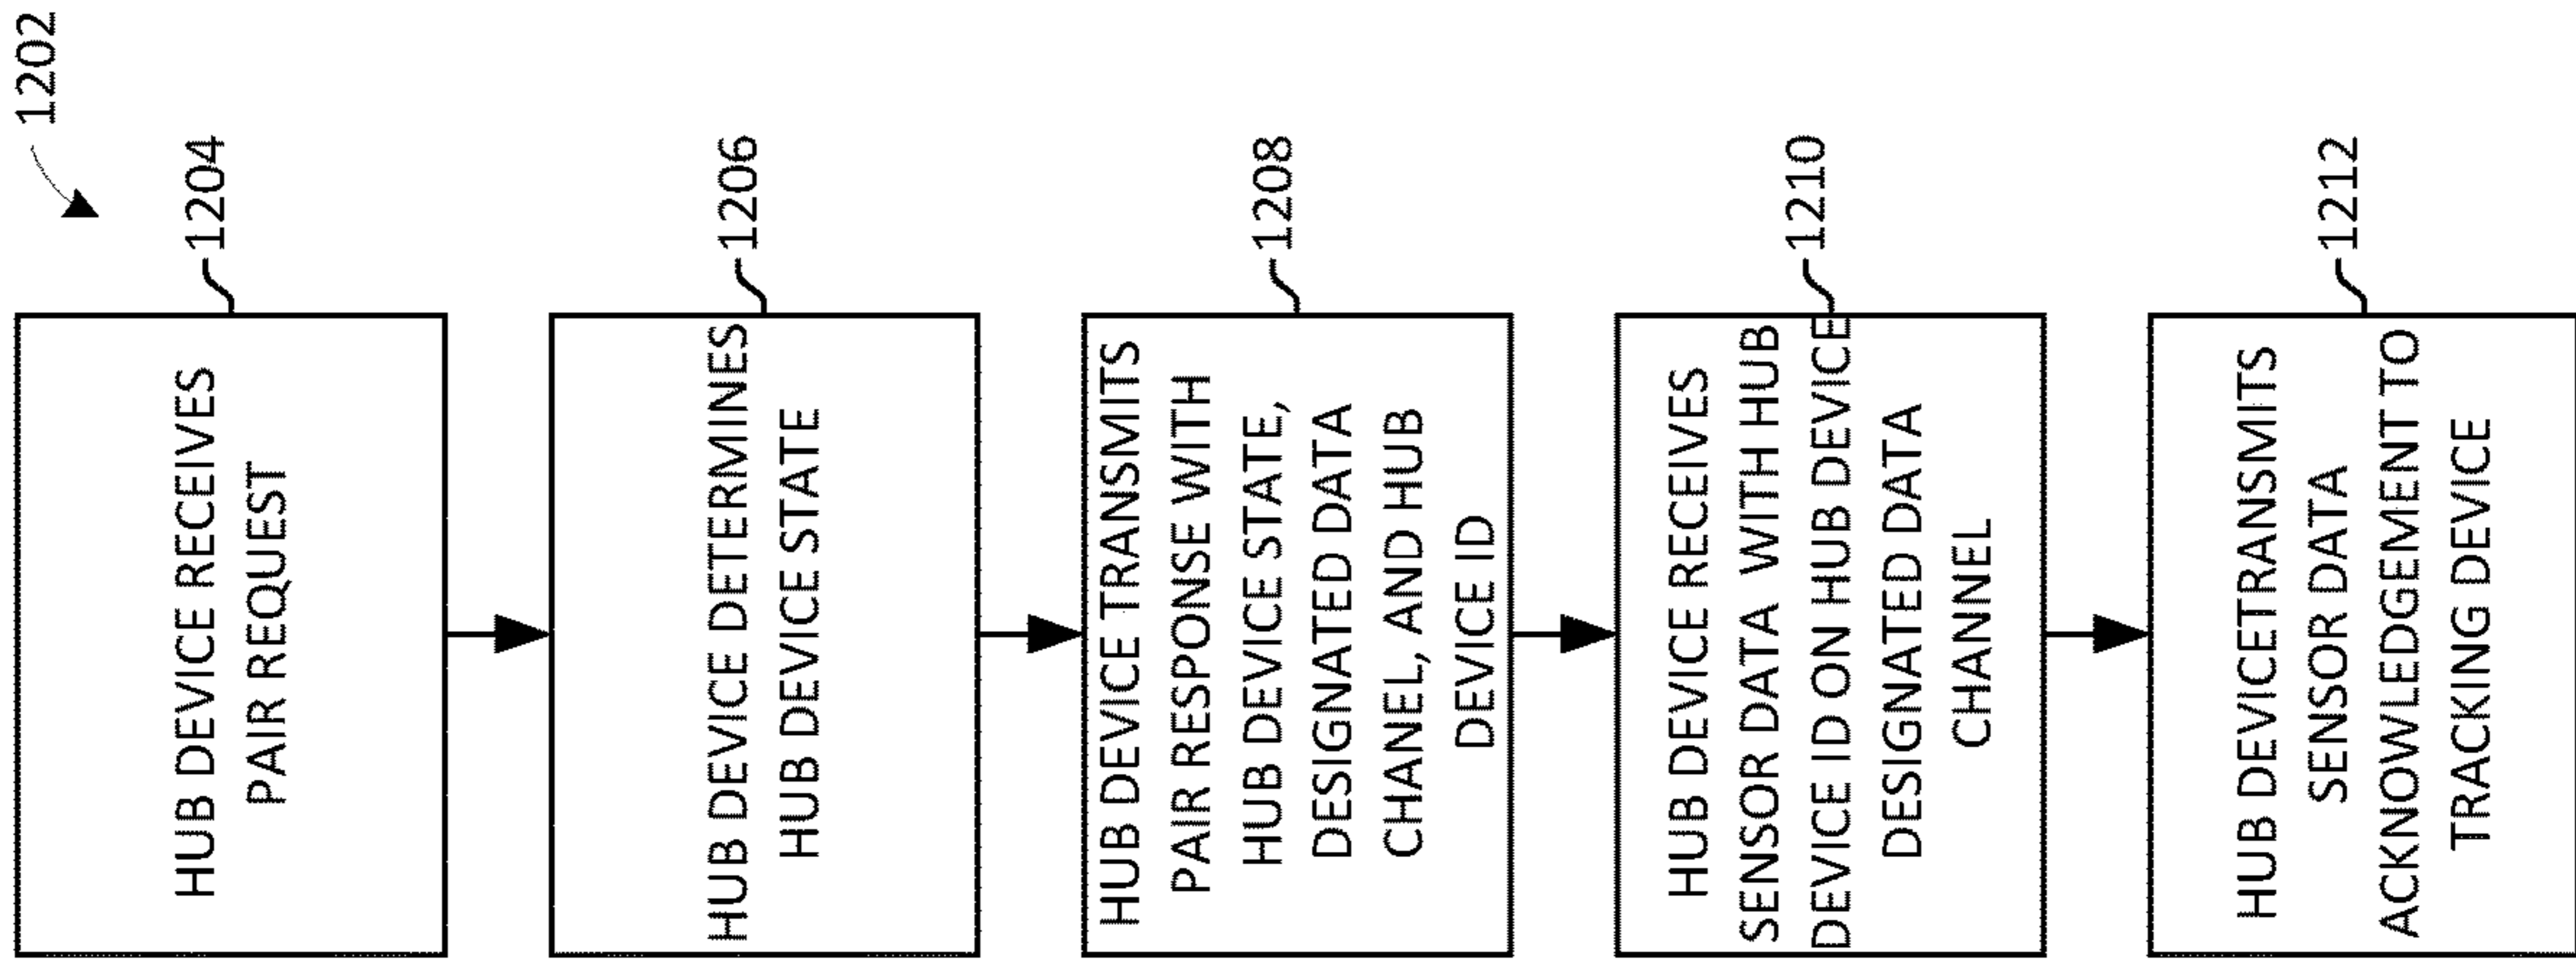 1202
1204
HUB DEVICE RECEIVES
PAIR REQUEST
1206
HUB DEVICE DETERMINES
HUB DEVICE STATE
1208
HUB DEVICE TRANSMITS
PAIR RESPONSE WITH
HUB DEVICE STATE,
DESIGNATED DATA
CHANNEL, AND HUB
DEVICE ID
1210
HUB DEVICE RECEIVES
SENSOR DATA WITH HUB
DEVICE ID ON HUB DEVICE
DESIGNATED DATA
CHANNEL
1212
HUB DEVICETRANSMITS
SENSOR DATA
ACKNOWLEDGEMENT TO
TRACKING DEVICE